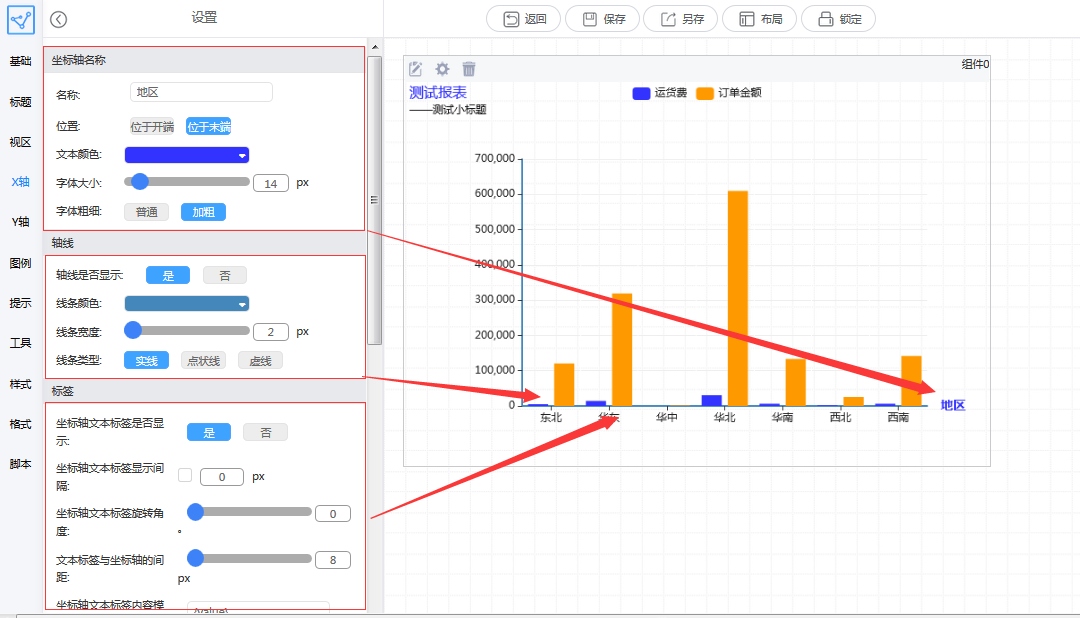 设置
返回
保存
另存
布局
锁定
基础
标题
视区
X轴
Y轴
图例
提示
工具
样式
格式
脚本
坐标轴名称
名称:
地区
位置:
位于开端
位于末端
文本颜色:
字体大小:
14
px
字体粗细:
普通
加粗
轴线
轴线是否显示:
是
否
线条颜色:
线条宽度:
2
px
线条类型:
实线
点状线
虚线
标签
坐标轴文本标签是否显
示:
是
否
坐标轴文本标签显示间
隔:
0
px
坐标轴文本标签旋转角
度:
0
°
文本标签与坐标轴的间
距:
8
px
坐标轴文本标签内容模
组件0
测试报表
——测试小标题
运货费
订单金额
700,000
600,000
500,000
400,000
300,000
200,000
100,000
0
东北
华东
华中
华北
华南
西北
西南
地区